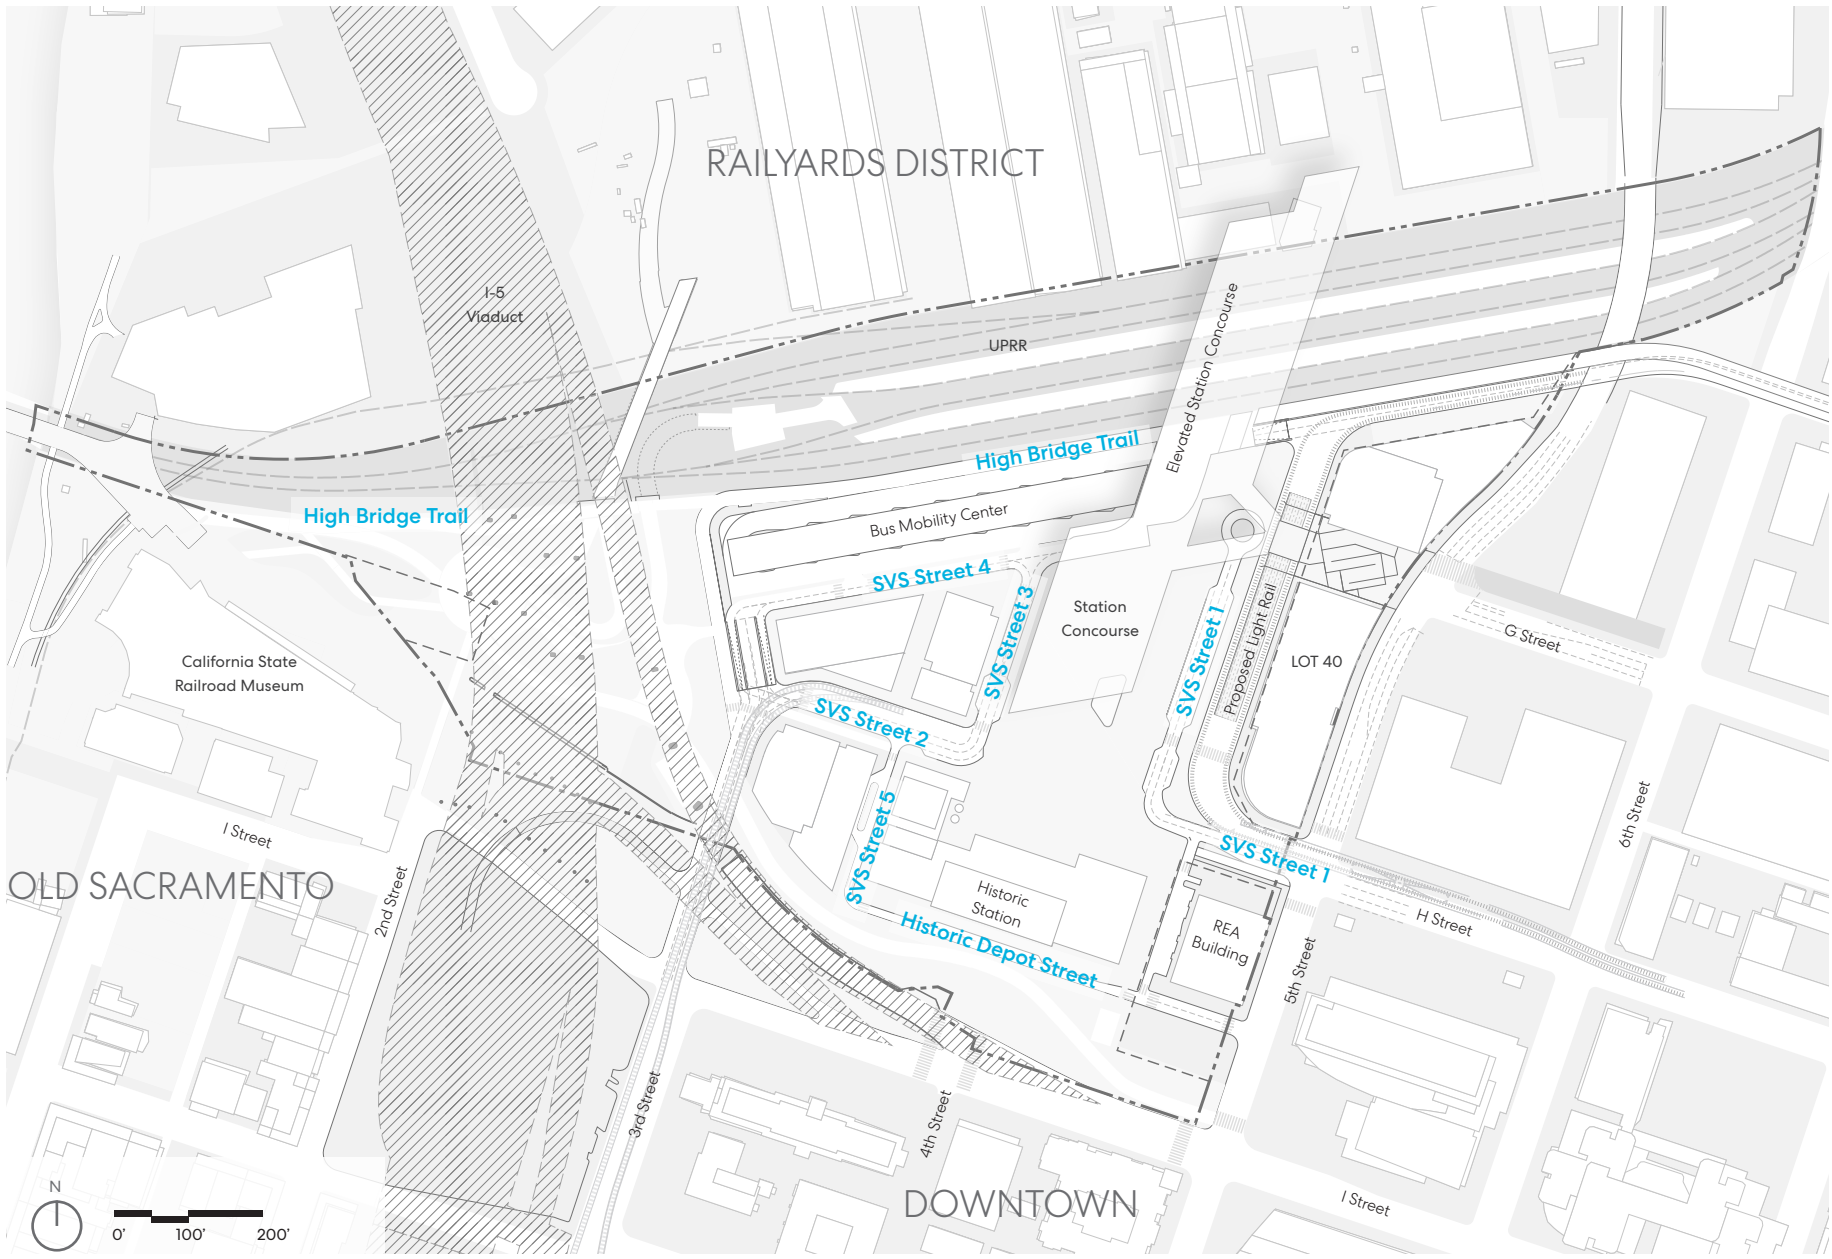 RAILYARDS DISTRICT
I-5
Viaduct
UPRR
Elevated Station Concourse
High Bridge Trail
High Bridge Trail
Bus Mobility Center
SVS Street 4
SVS Street 3
Station
Concourse
SVS Street 1
Proposed Light Rail
LOT 40
G Street
California State
Railroad Museum
SVS Street 2
SVS Street 5
I Street
6th Street
OLD SACRAMENTO
2nd Street
SVS Street 1
Historic
Station
Historic Depot Street
REA
Building
H Street
5th Street
3rd Street
4th Street
DOWNTOWN
I Street
N
0' 100' 200'